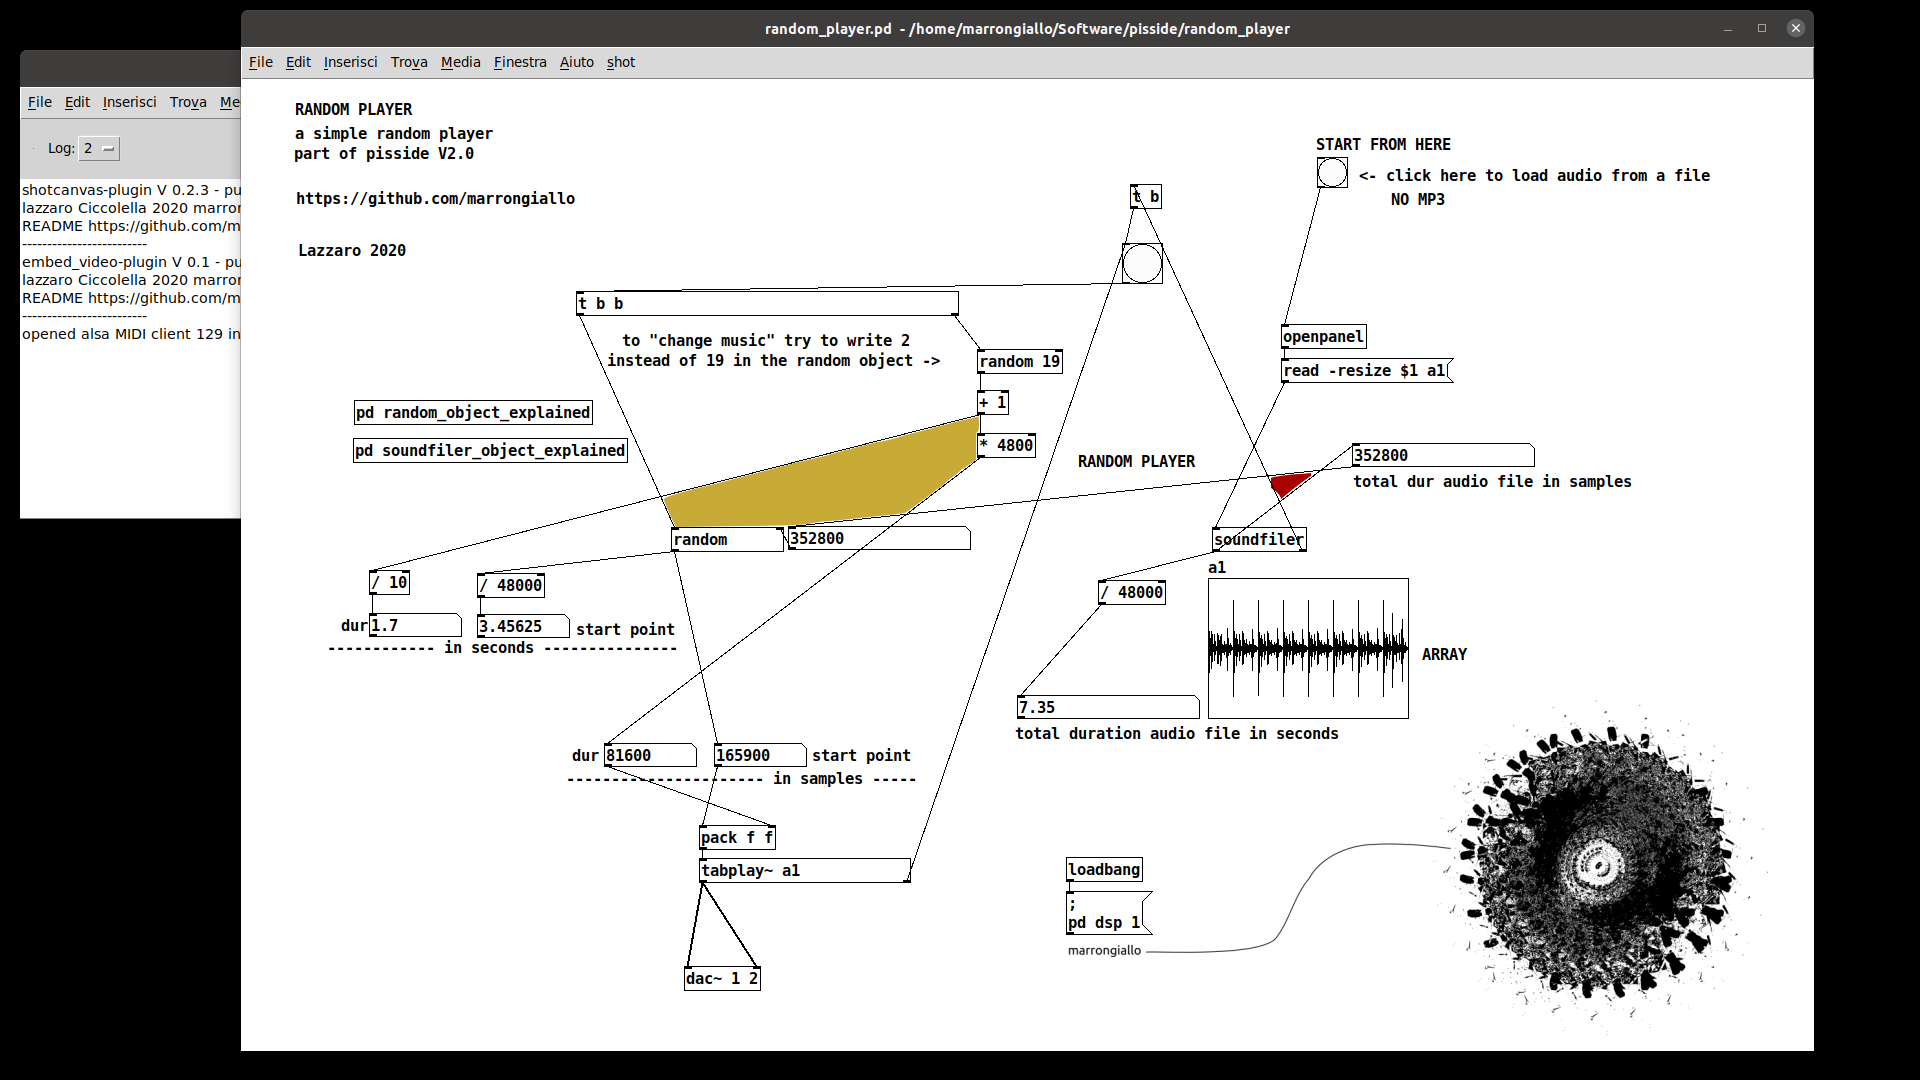 random_player.pd - /home/marrongiallo/Software/pisside/random_player
File Edit Inserisci Trova Media Finestra Aiuto shot
File Edit Inserisci Trova Me
Log: 2
shotcanvas-plugin V 0.2.3 - pu
lazzaro Ciccolella 2020 marror
README https://github.com/m
-------------------------
embed_video-plugin V 0.1 - pu
lazzaro Ciccolella 2020 marror
README https://github.com/m
-------------------------
opened alsa MIDI client 129 in
RANDOM PLAYER
a simple random player
part of pisside V2.0
https://github.com/marrongiallo
Lazzaro 2020
START FROM HERE
<- click here to load audio from a file
NO MP3
t b
t b b
to "change music" try to write 2
instead of 19 in the random object ->
random 19
+ 1
* 4800
openpanel
read -resize $1 a1
pd random_object_explained
pd soundfiler_object_explained
RANDOM PLAYER
352800
total dur audio file in samples
random
352800
soundfiler
a1
/ 10
/ 48000
/ 48000
dur 1.7
3.45625 start point
------------ in seconds ---------------
ARRAY
7.35
total duration audio file in seconds
dur 81600
165900 start point
---------------------- in samples -----
pack f f
tabplay~ a1
dac~ 1 2
loadbang
;
pd dsp 1
marrongiallo